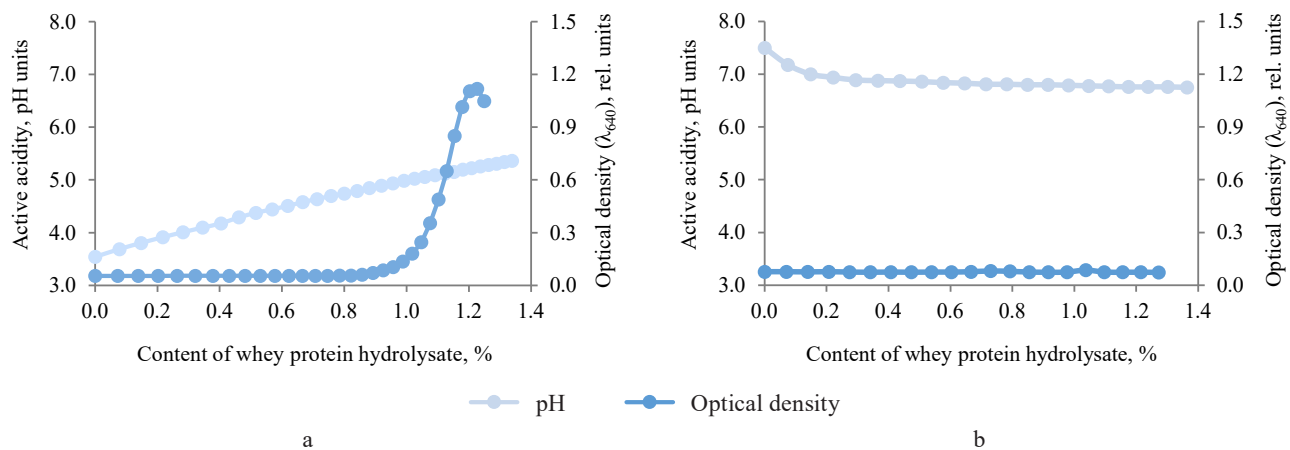 Active acidity, pH units
8.0
7.0
6.0
5.0
4.0
3.0
1.5
1.2
0.9
0.6
0.3
0.0
Optical density (λ640), rel. units
0.0 0.2 0.4 0.6 0.8 1.0 1.2 1.4
Content of whey protein hydrolysate, %
Active acidity, pH units
8.0
7.0
6.0
5.0
4.0
3.0
1.5
1.2
0.9
0.6
0.3
0.0
Optical density (λ640), rel. units
0.0 0.2 0.4 0.6 0.8 1.0 1.2 1.4
Content of whey protein hydrolysate, %
pH Optical density
a b